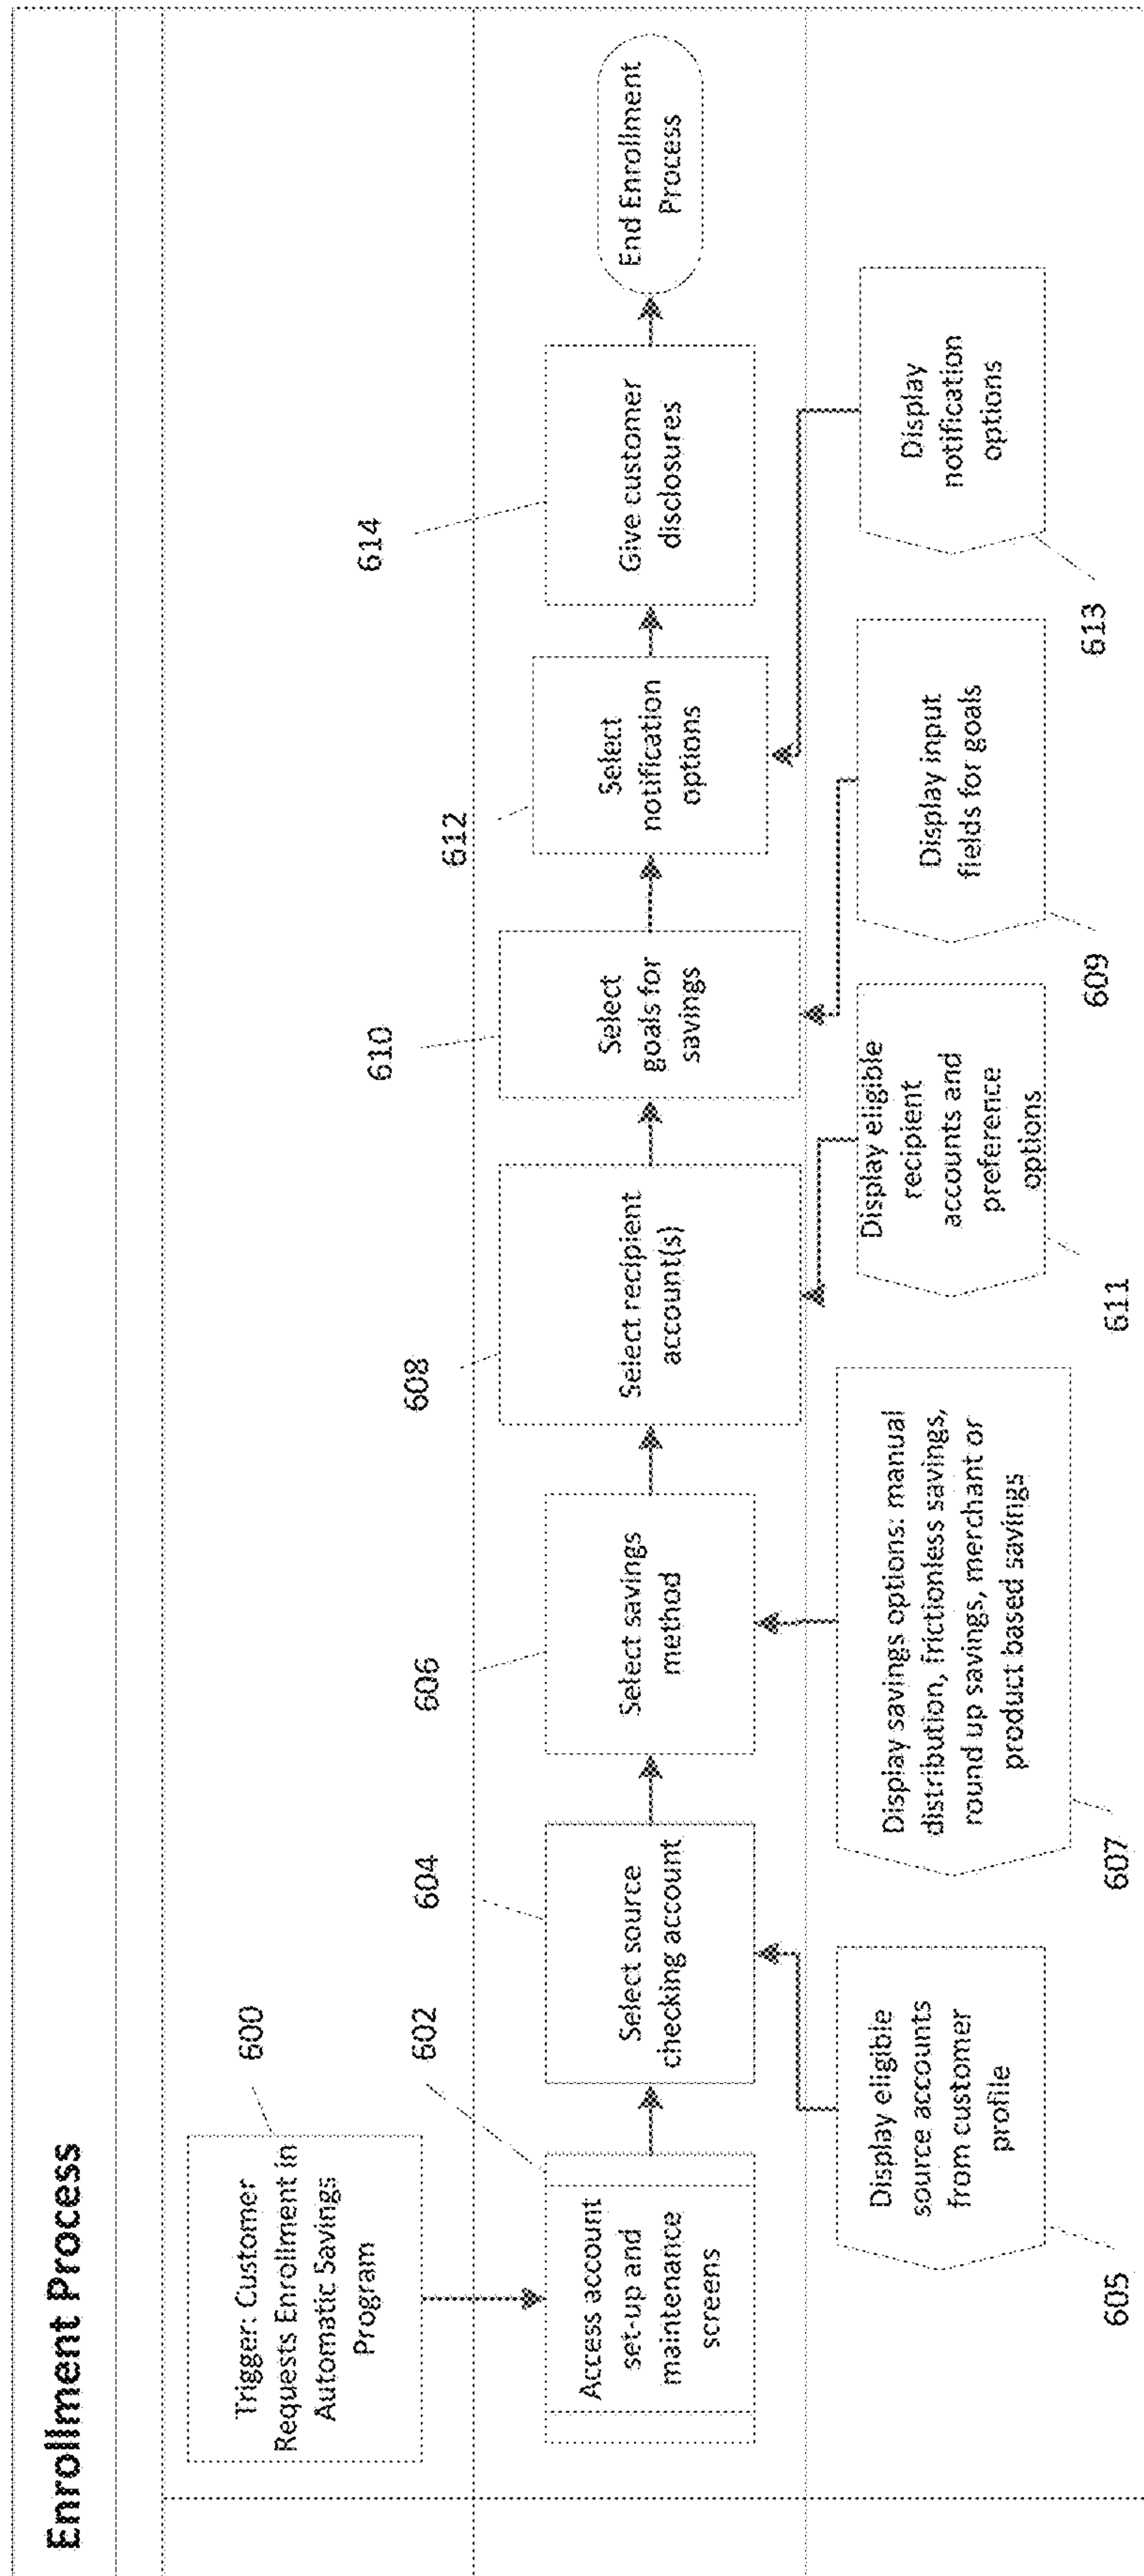 Enrollment Process
Trigger: Customer
Requests Enrollment in
Automatic Savings
Program
600
602
Access account
set-up and
maintenance
screens
604
Select source
checking account
606
Select savings
method
608
Select recipient
account(s)
610
Select
goals for
savings
612
Select
notification
options
614
Give customer
disclosures
End Enrollment
Process
Display eligible
source accounts
from customer
profile
605
Display savings options: manual
distribution, frictionless savings,
round up savings, merchant or
product based savings
607
Display eligible
recipient
accounts and
preference
options
611
Display input
fields for goals
609
Display
notification
options
613